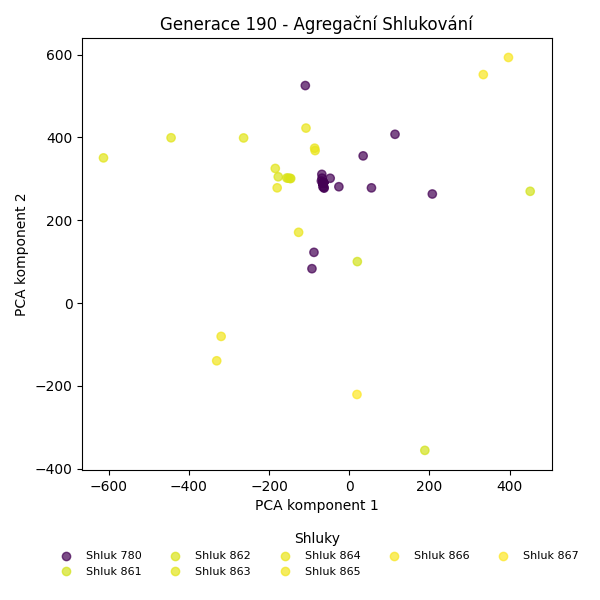 Generace 190 - Agregační Shlukování
PCA komponent 2
600
400
200
0
−200
−400
−600 −400 −200 0 200 400
PCA komponent 1
Shluky
Shluk 780 Shluk 862 Shluk 864 Shluk 866 Shluk 867
Shluk 861 Shluk 863 Shluk 865